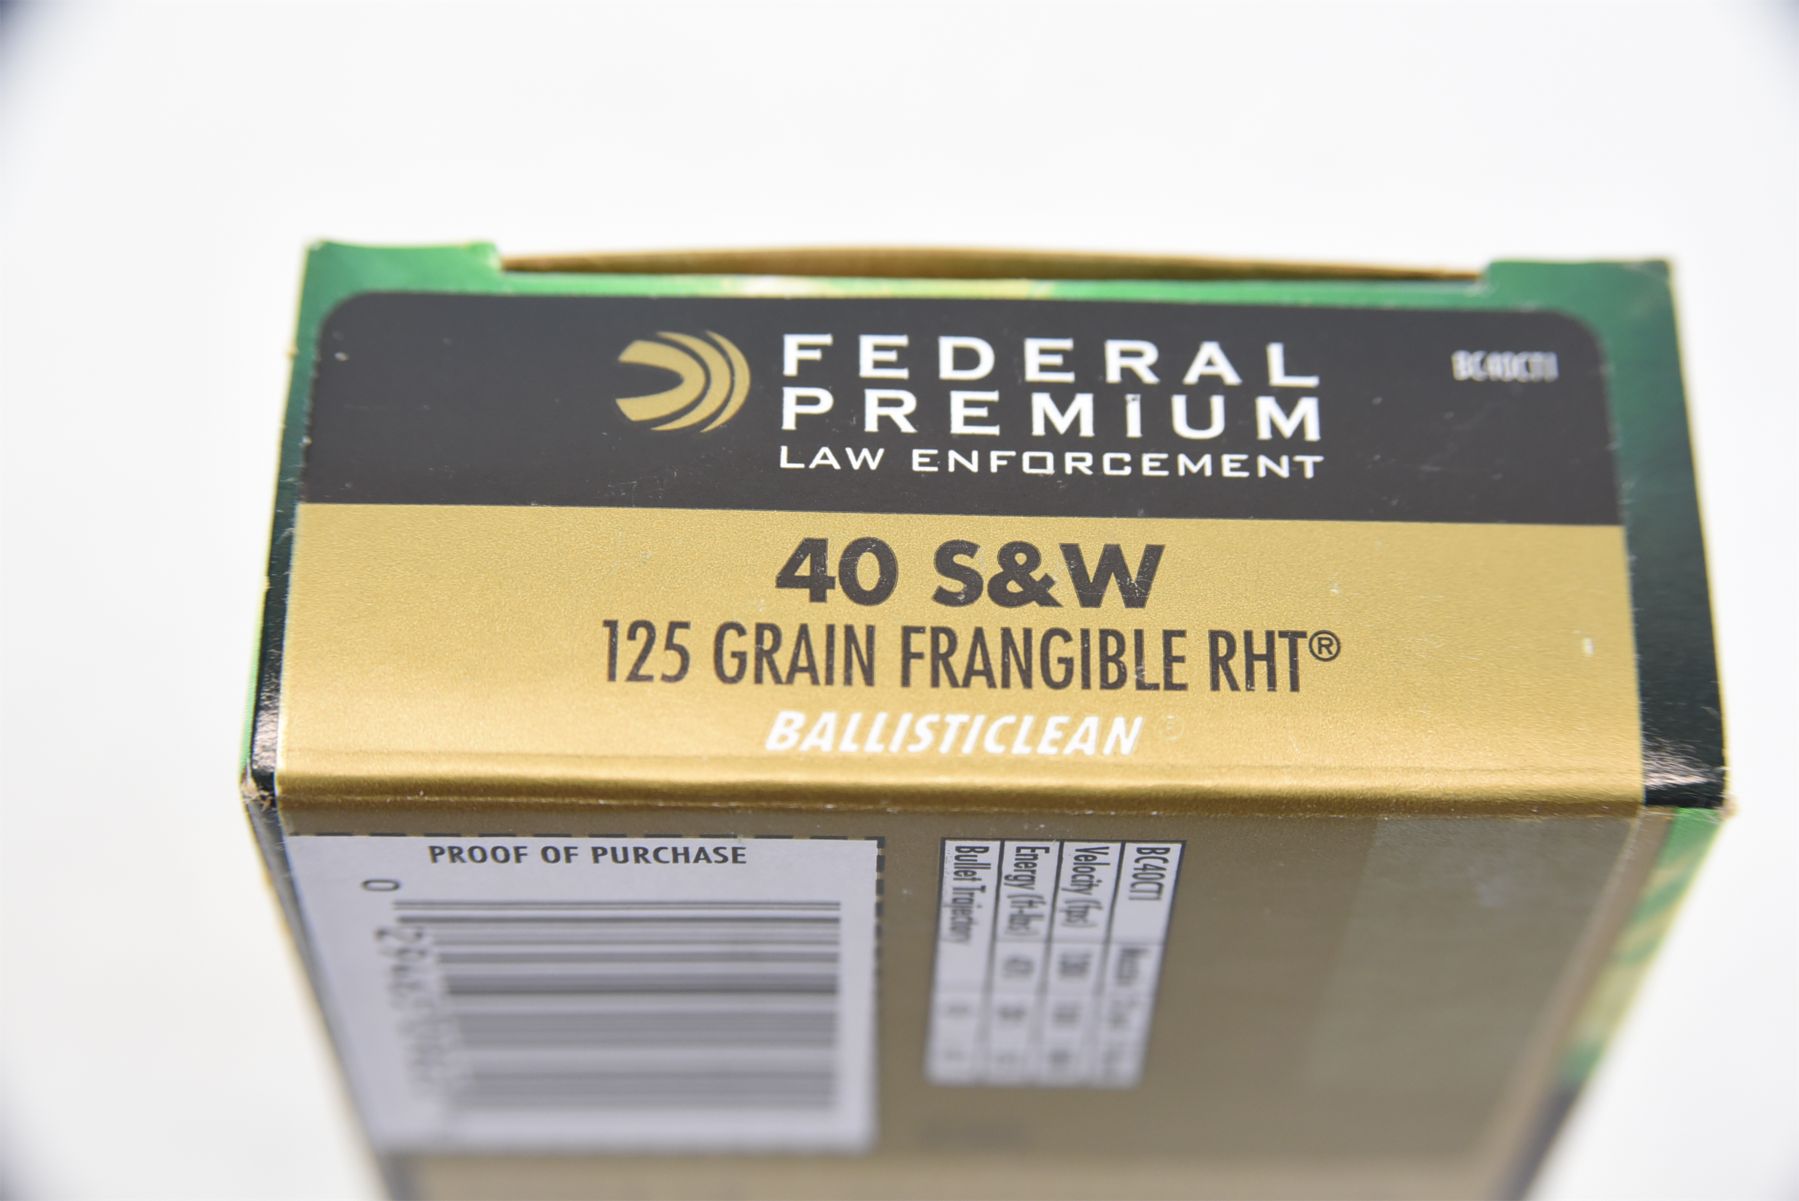 FEDERAL
PREMIUM
LAW ENFORCEMENT
BC40CT1
40 S&W
125 GRAIN FRANGIBLE RHT®
BALLISTICLEAN
PROOF OF PURCHASE
0
BC40CT1
Velocity (fps)
Energy (ft-lbs)
Bullet Trajectory